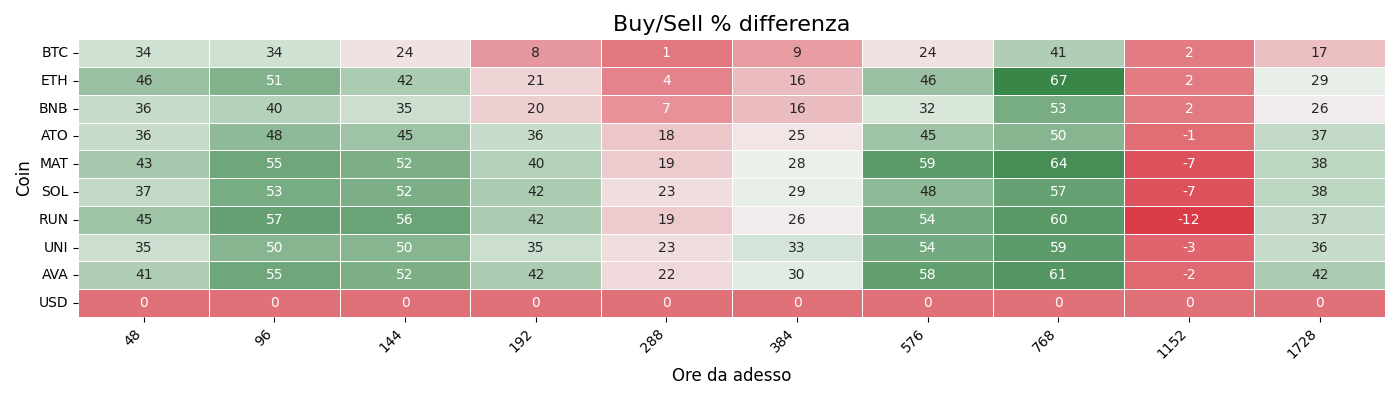 Buy/Sell % differenza
Coin
BTC 34 34 24 8 1 9 24 41 2 17
ETH 46 51 42 21 4 16 46 67 2 29
BNB 36 40 35 20 7 16 32 53 2 26
ATO 36 48 45 36 18 25 45 50 -1 37
MAT 43 55 52 40 19 28 59 64 -7 38
SOL 37 53 52 42 23 29 48 57 -7 38
RUN 45 57 56 42 19 26 54 60 -12 37
UNI 35 50 50 35 23 33 54 59 -3 36
AVA 41 55 52 42 22 30 58 61 -2 42
USD 0 0 0 0 0 0 0 0 0 0
48 96 144 192 288 384 576 768 1152 1728
Ore da adesso